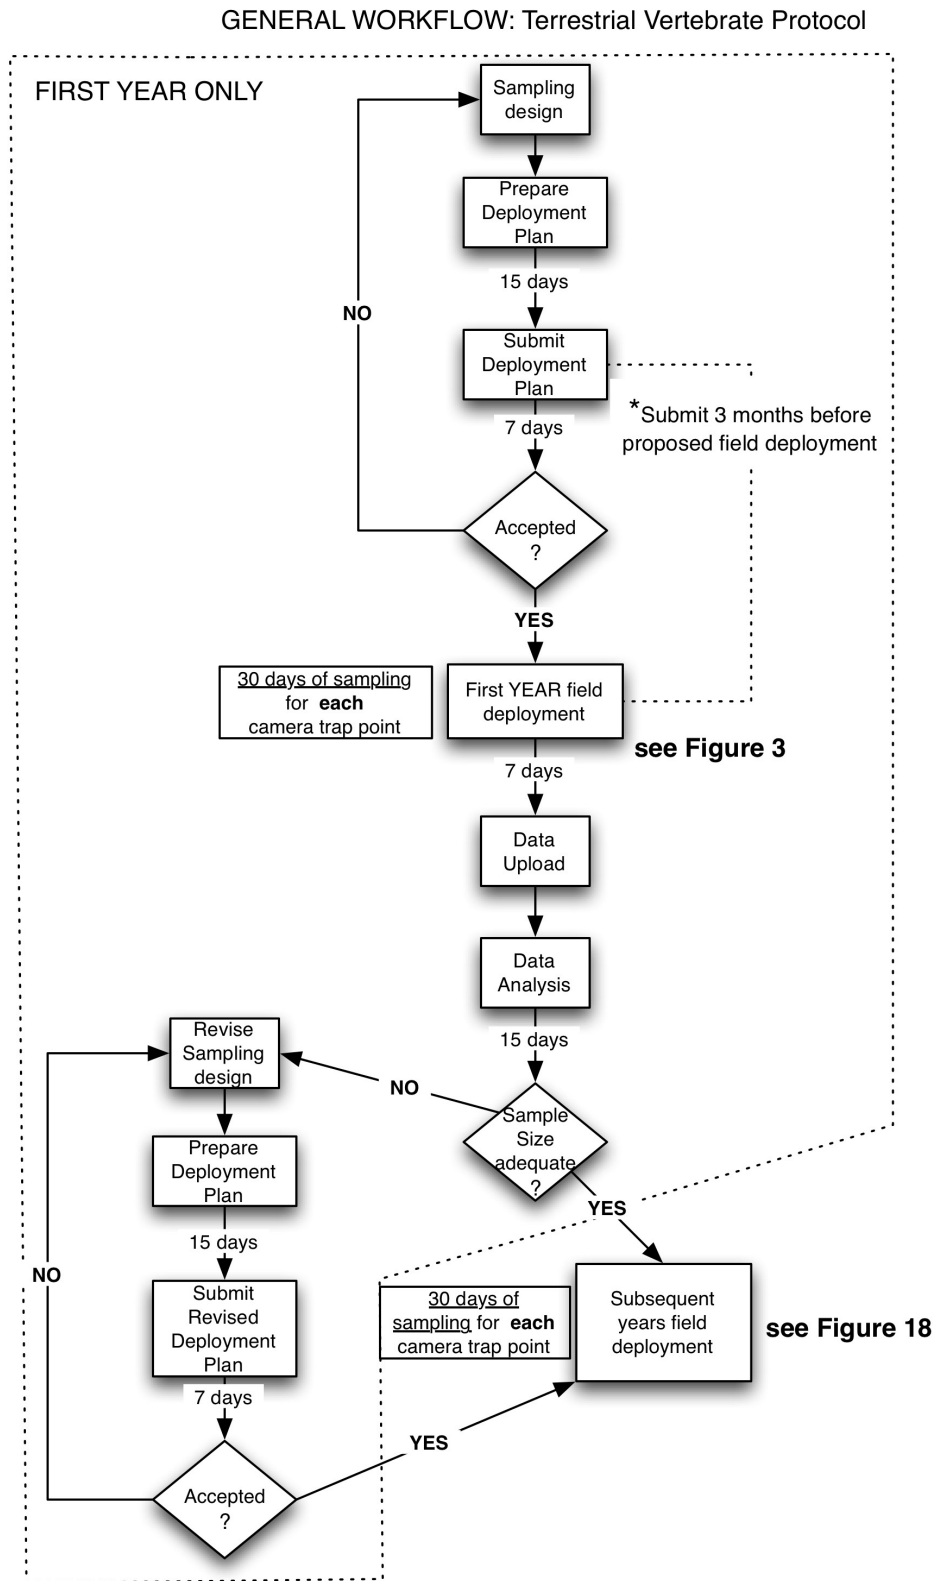 GENERAL WORKFLOW: Terrestrial Vertebrate Protocol
FIRST YEAR ONLY
Sampling
design
Prepare
Deployment
Plan
15 days
NO
Submit
Deployment
Plan
*Submit 3 months before
proposed field deployment
7 days
Accepted
?
YES
30 days of sampling
for each
camera trap point
First YEAR field
deployment
see Figure 3
7 days
Data
Upload
Data
Analysis
15 days
Sample
Size
adequate
?
NO
Revise
Sampling
design
Prepare
Deployment
Plan
15 days
NO
Submit
Revised
Deployment
Plan
7 days
Accepted
?
YES
YES
30 days of
sampling for each
camera trap point
Subsequent
years field
deployment
see Figure 18